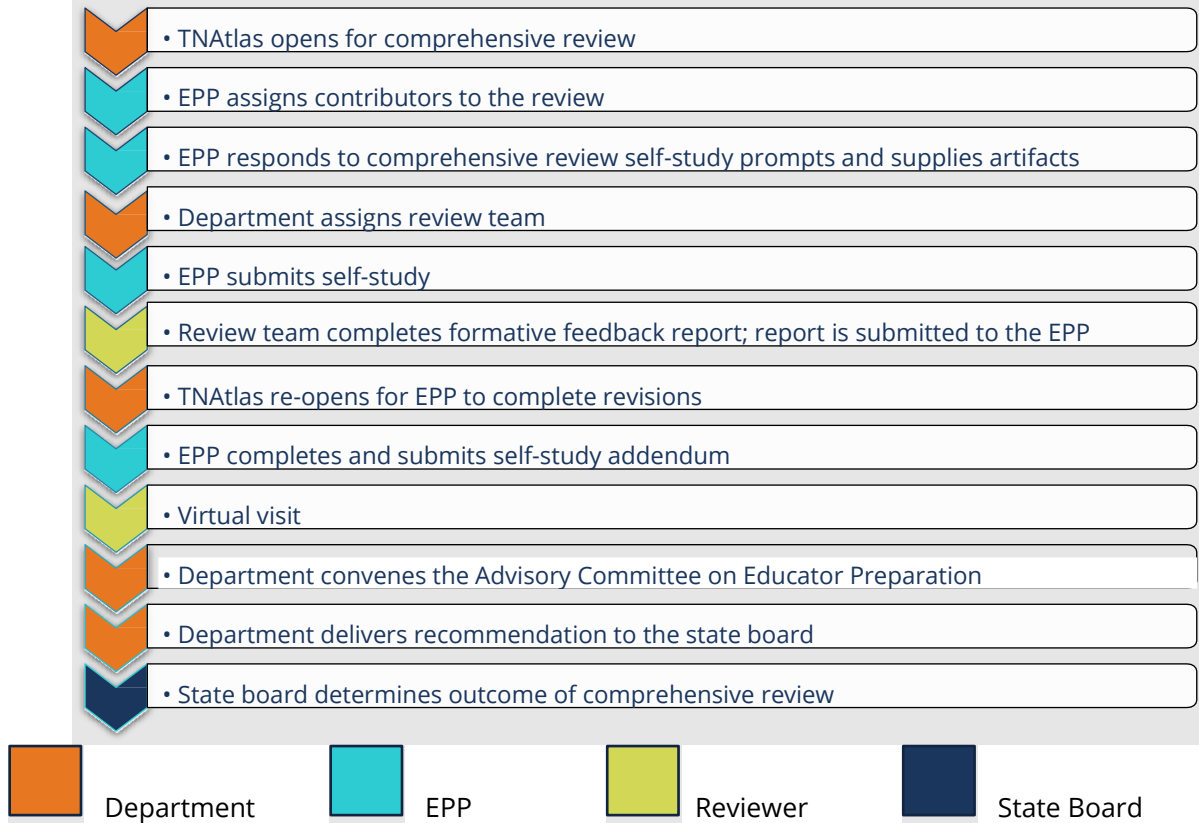 • TNAtlas opens for comprehensive review
• EPP assigns contributors to the review
• EPP responds to comprehensive review self-study prompts and supplies artifacts
• Department assigns review team
• EPP submits self-study
• Review team completes formative feedback report; report is submitted to the EPP
• TNAtlas re-opens for EPP to complete revisions
• EPP completes and submits self-study addendum
• Virtual visit
• Department convenes the Advisory Committee on Educator Preparation
• Department delivers recommendation to the state board
• State board determines outcome of comprehensive review
Department EPP Reviewer State Board